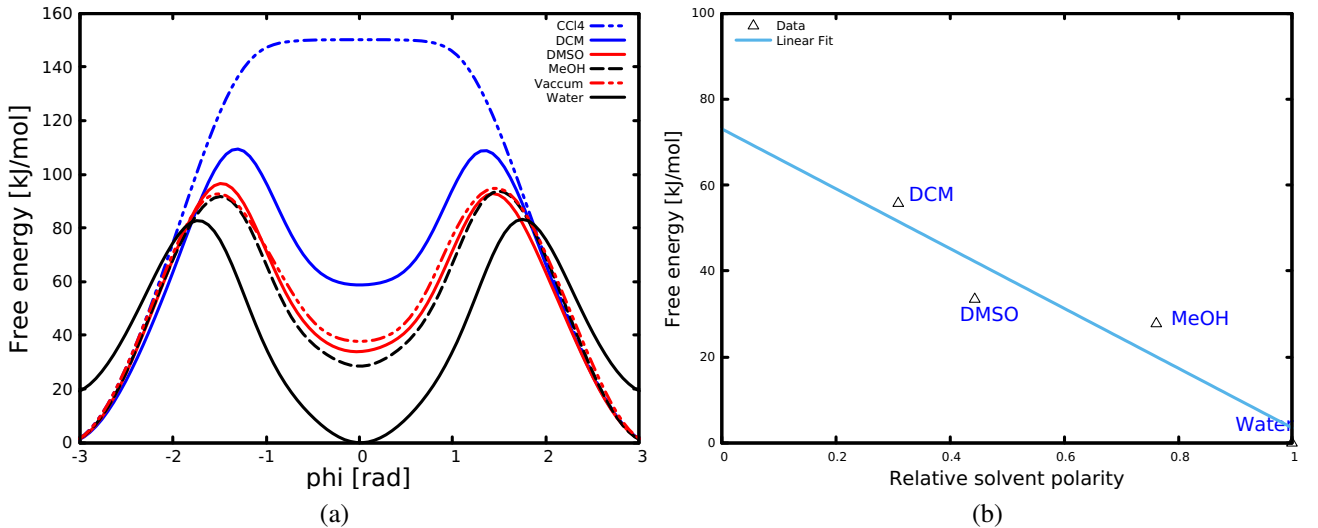 160
140
120
100
80
60
40
20
0
Free energy [kJ/mol]
CCl4
DCM
DMSO
MeOH
Vaccum
Water
-3 -2 -1 0 1 2 3
phi [rad]
(a)
100
80
60
40
20
0
Free energy [kJ/mol]
Data
Linear Fit
DCM
DMSO
MeOH
Water
0 0.2 0.4 0.6 0.8 1
Relative solvent polarity
(b)